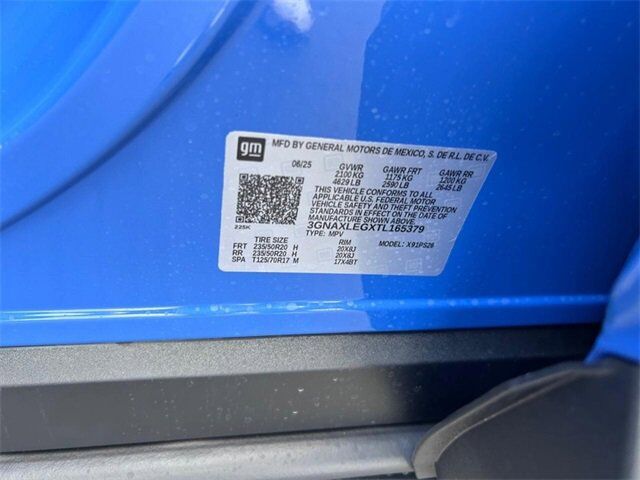 gm
MFD BY GENERAL MOTORS DE MEXICO, S. DE R.L. DE C.V.
06/25 GVWR GAWR FRT GAWR RR
2100 KG 1175 KG 1200 KG
4629 LB 2590 LB 2645 LB
THIS VEHICLE CONFORMS TO ALL
APPLICABLE U.S. FEDERAL MOTOR
VEHICLE SAFETY AND THEFT PREVENTION
STANDARDS IN EFFECT ON THE DATE OF
MANUFACTURE SHOWN ABOVE.
225K 3GNAXLEGXTL165379
TYPE: MPV
TIRE SIZE RIM MODEL: X91PS26
FRT 235/50R20 H 20X8J
RR 235/50R20 H 20X8J
SPA T125/70R17 M 17X4BT